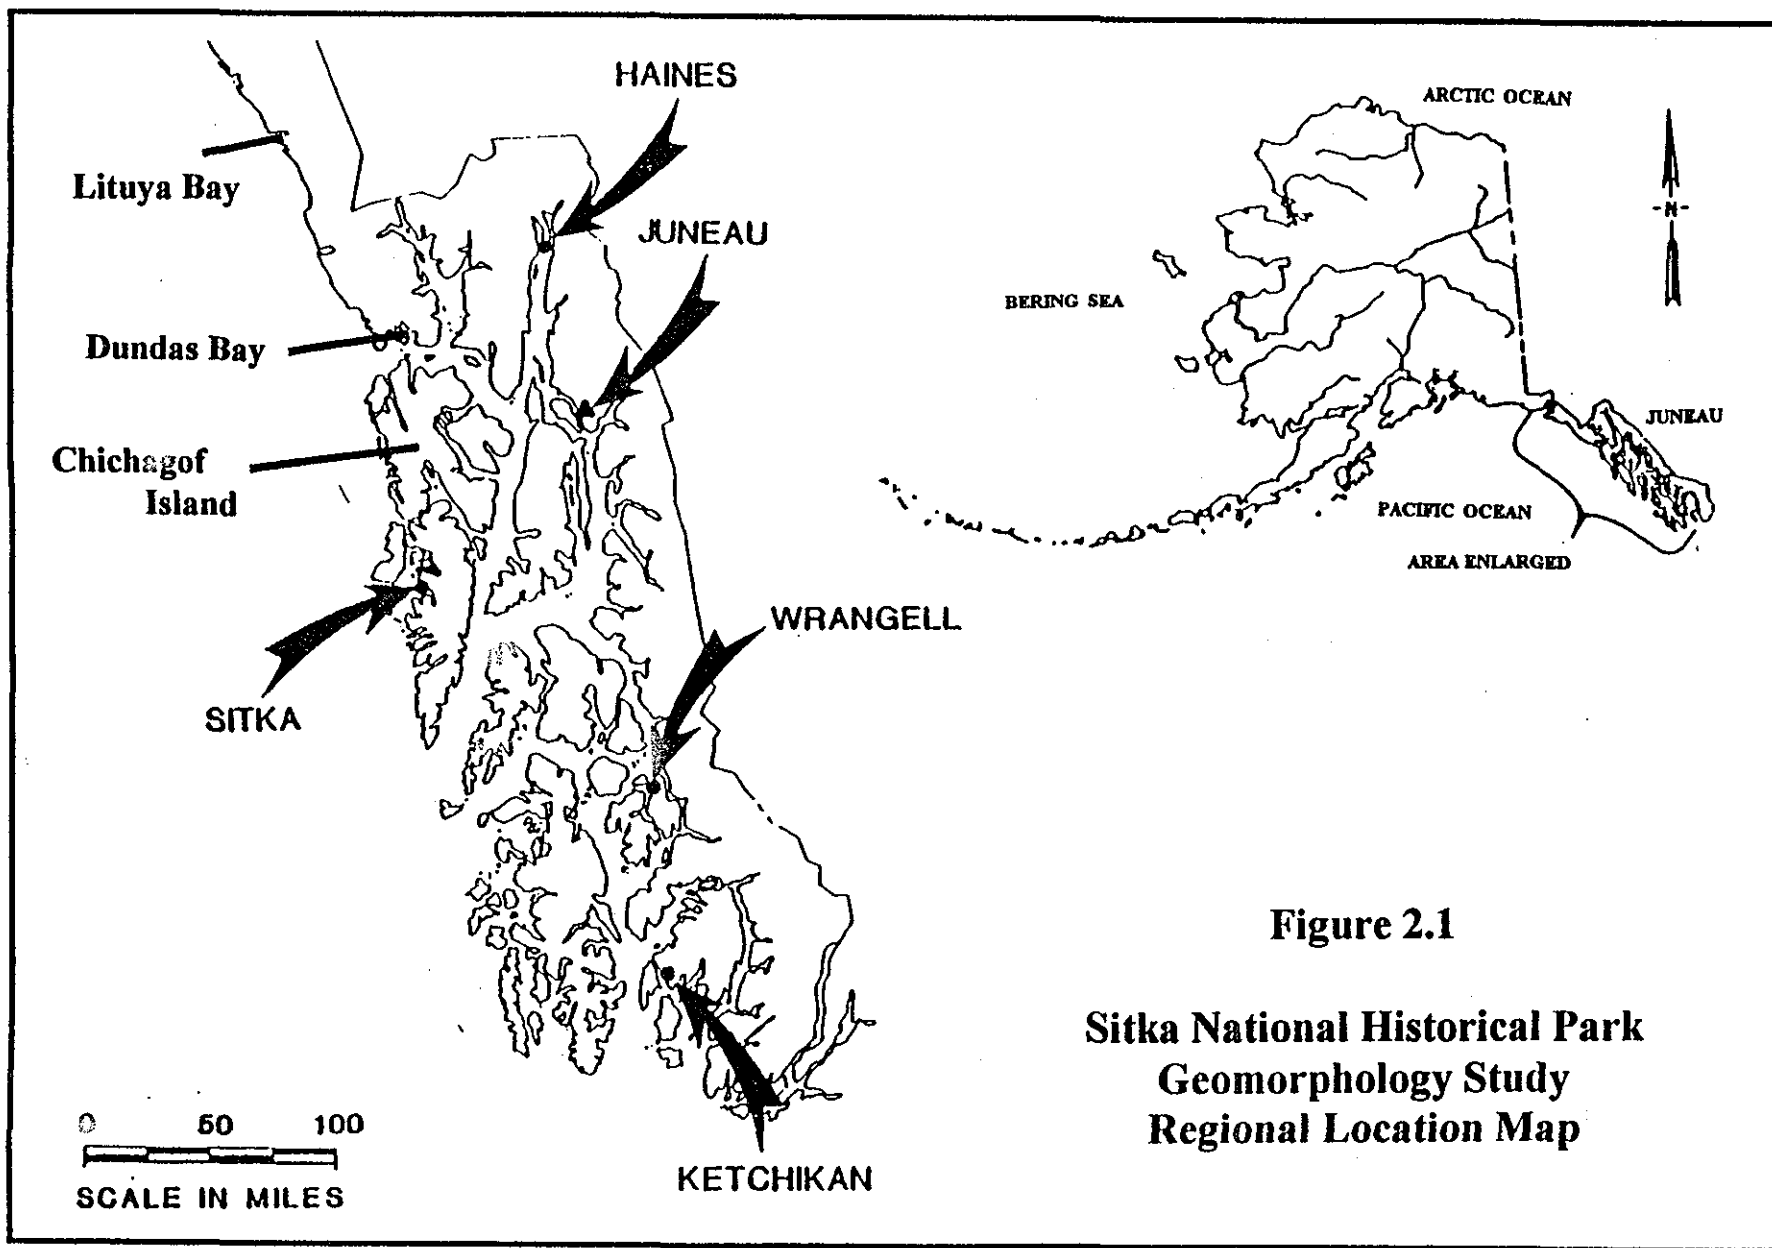 HAINES
JUNEAU
Lituya Bay
Dundas Bay
Chichagof
Island
SITKA
WRANGELL
KETCHIKAN
0 50 100
SCALE IN MILES
ARCTIC OCEAN
-N-
BERING SEA
JUNEAU
PACIFIC OCEAN
AREA ENLARGED
Figure 2.1
Sitka National Historical Park
Geomorphology Study
Regional Location Map